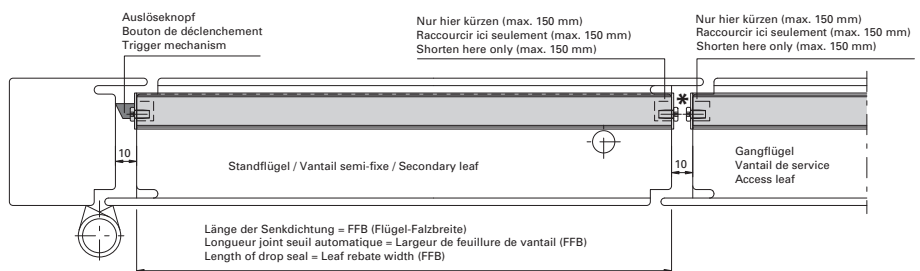 Auslöseknopf
Bouton de déclenchement
Trigger mechanism
Nur hier kürzen (max. 150 mm)
Raccourcir ici seulement (max. 150 mm)
Shorten here only (max. 150 mm)
Nur hier kürzen (max. 150 mm)
Raccourcir ici seulement (max. 150 mm)
Shorten here only (max. 150 mm)
*
10
Standflügel / Vantail semi-fixe / Secondary leaf
10
Gangflügel
Vantail de service
Access leaf
Länge der Senkdichtung = FFB (Flügel-Falzbreite)
Longueur joint seuil automatique = Largeur de feuillure de vantail (FFB)
Length of drop seal = Leaf rebate width (FFB)